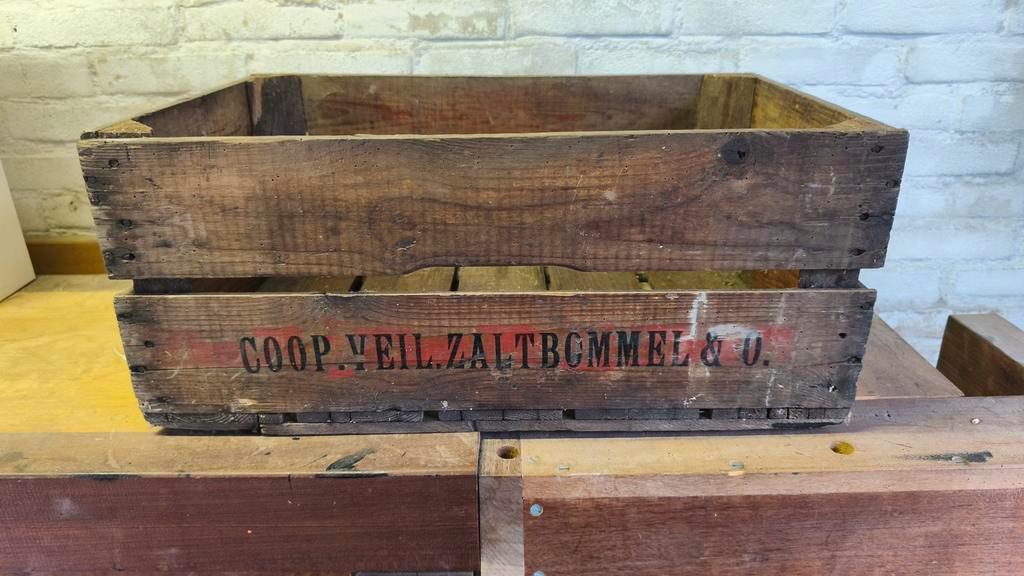 COOP. VEIL. ZALTBOMMEL & O.